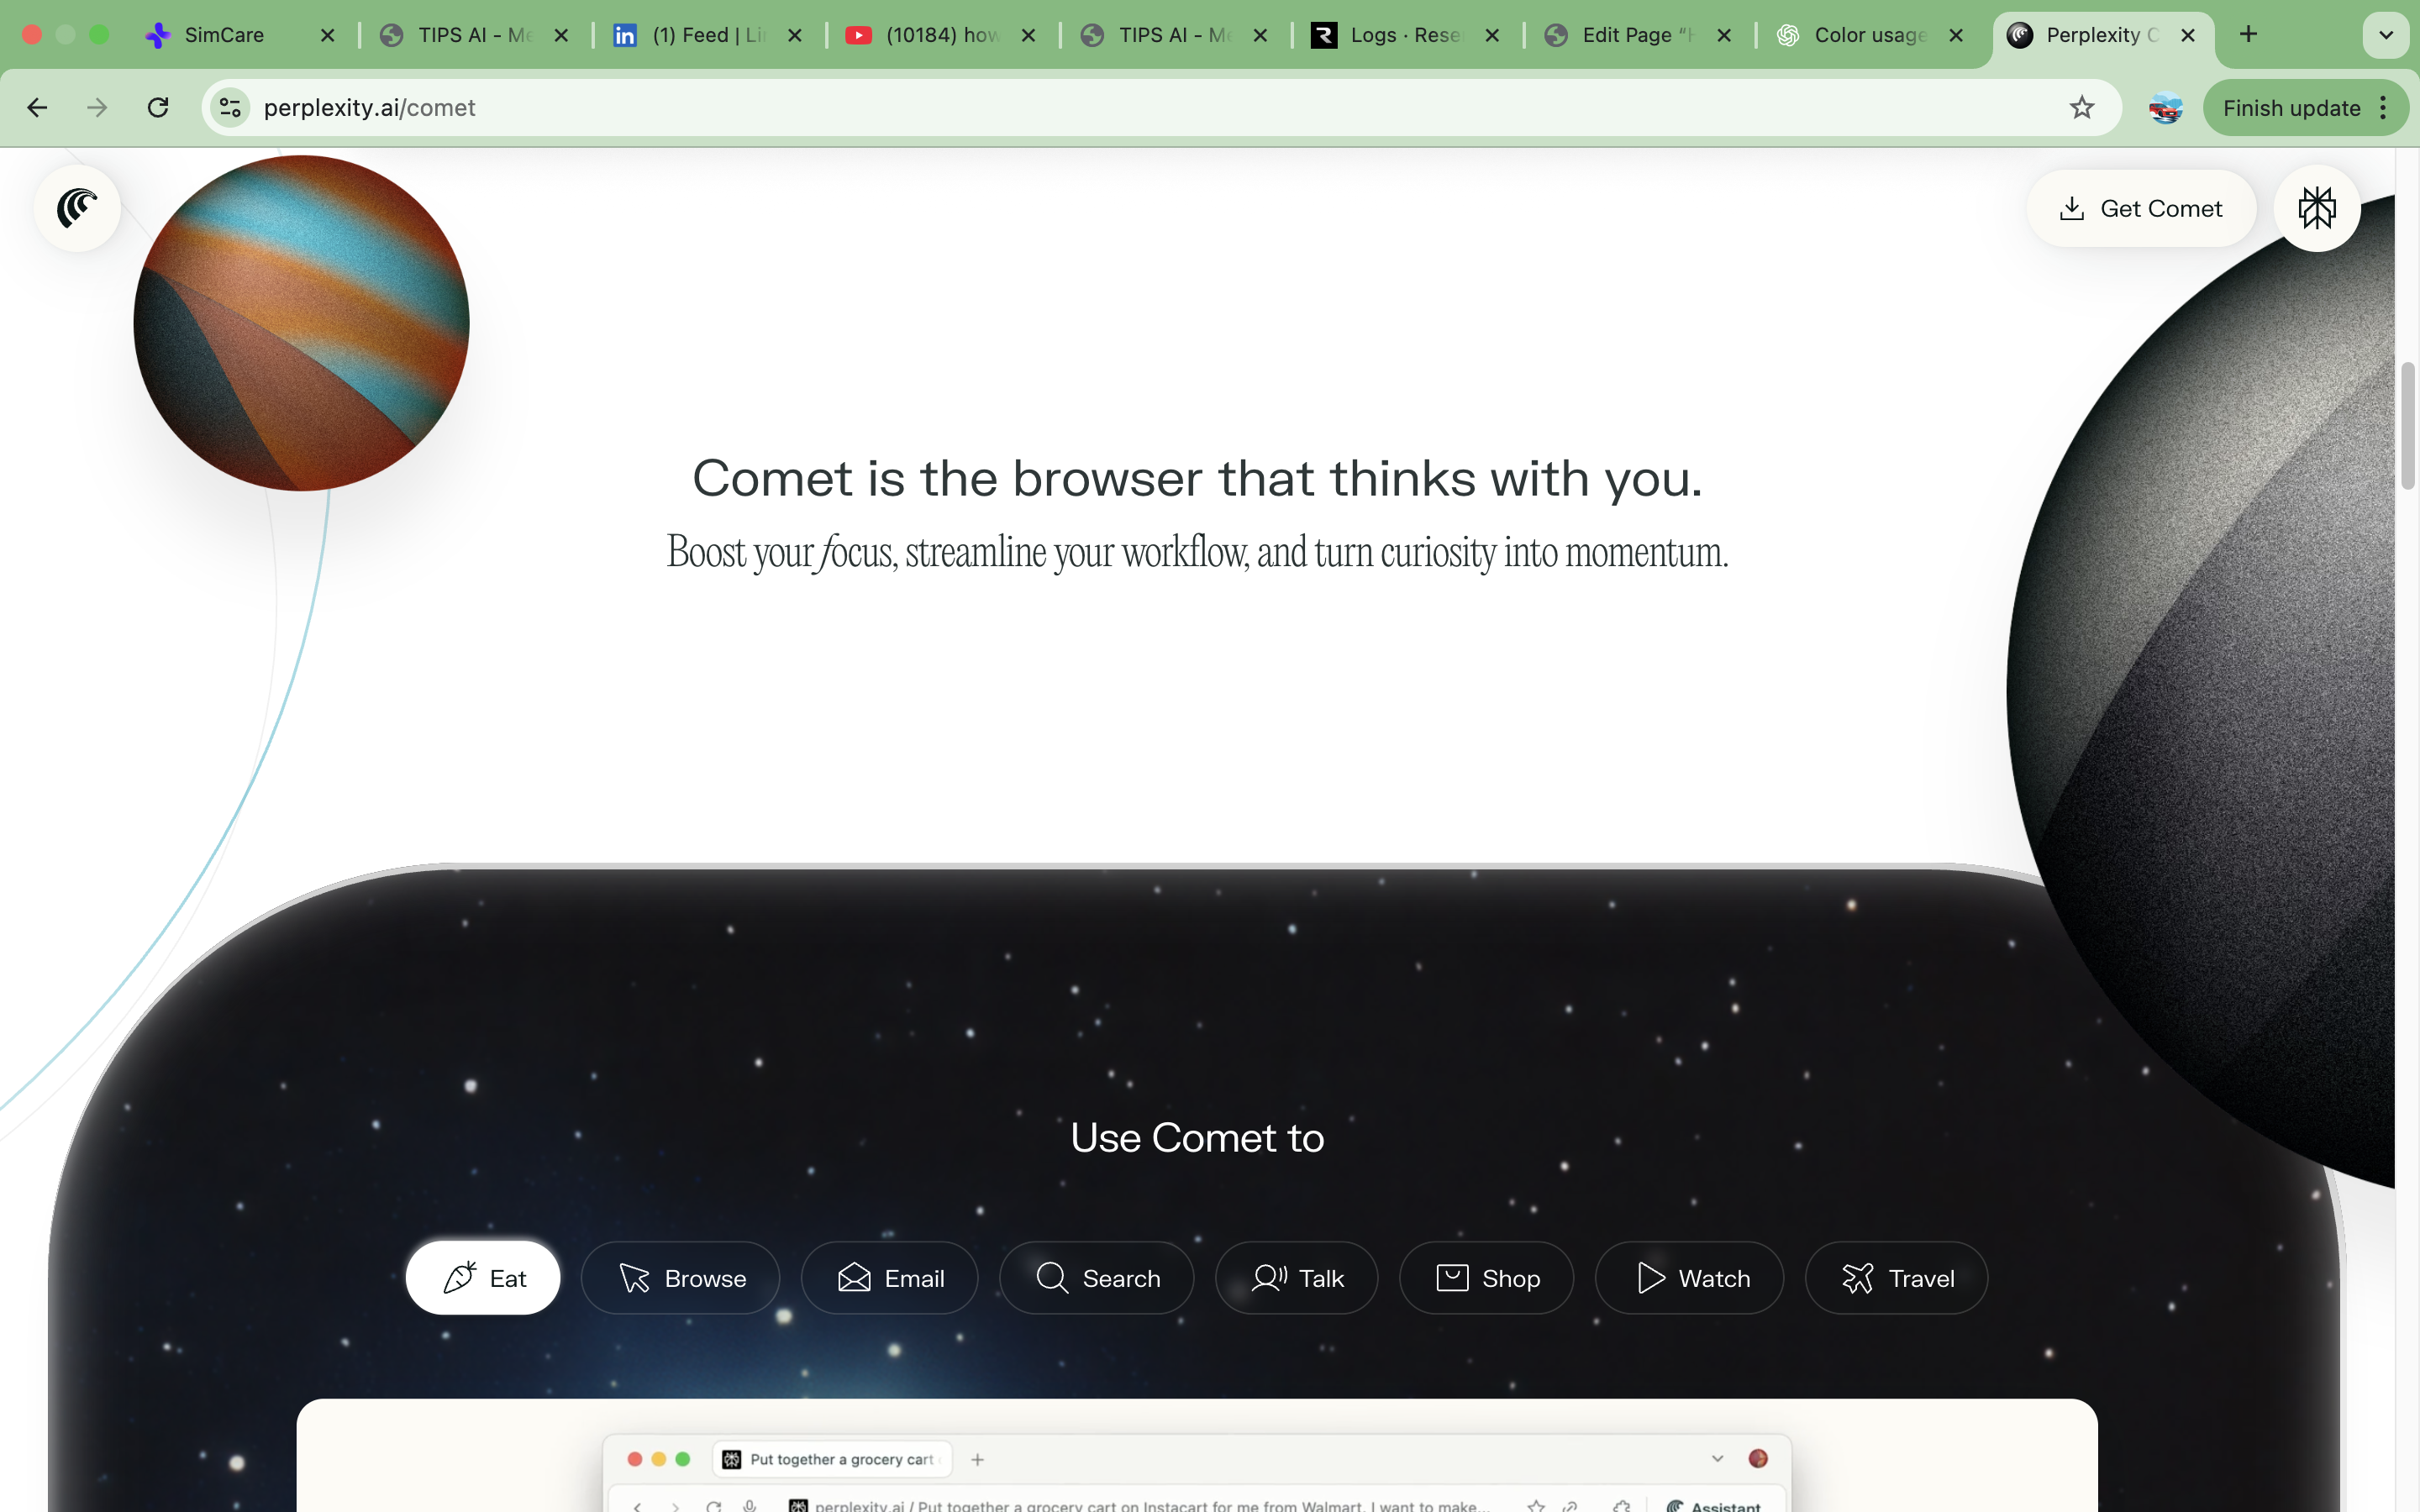 SimCare
TIPS AI - Me
(1) Feed | Li
(10184) how
TIPS AI - Me
Logs · Rese
Edit Page "H
Color usage
Perplexity C
perplexity.ai/comet
Finish update
Get Comet
Comet is the browser that thinks with you.
Boost your focus, streamline your workflow, and turn curiosity into momentum.
Use Comet to
Eat
Browse
Email
Search
Talk
Shop
Watch
Travel
Put together a grocery cart
perplexity.ai / Put together a grocery cart on Instacart for me from Walmart. I want to make...
Assistant